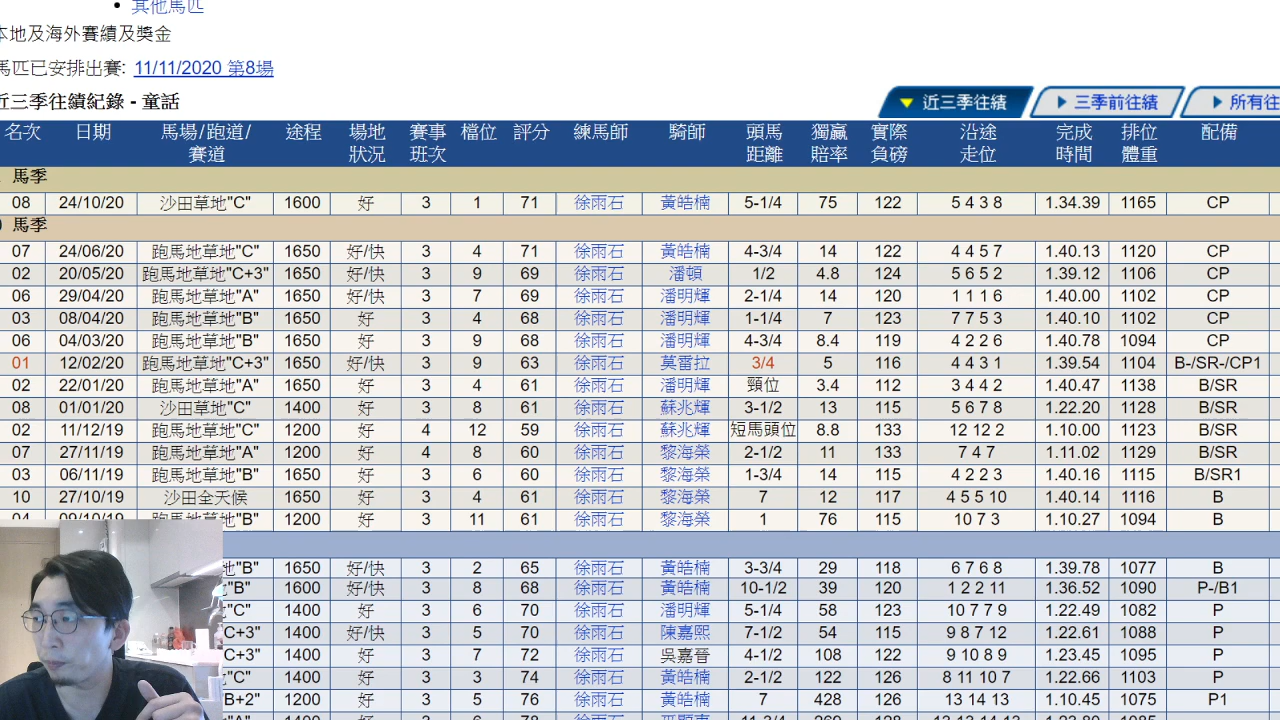 其他馬匹
本地及海外賽績及獎金
馬匹已安排出賽: 11/11/2020 第8場
近三季往績紀錄 - 童話
近三季往績 三季前往績 所有往
名次 日期 馬場/跑道/賽道 途程 場地狀況 賽事班次 檔位 評分 練馬師 騎師 頭馬距離 獨贏賠率 實際負磅 沿途走位 完成時間 排位體重 配備
馬季
08 24/10/20 沙田草地"C" 1600 好 3 1 71 徐雨石 黃皓楠 5-1/4 75 122 5 4 3 8 1.34.39 1165 CP
馬季
07 24/06/20 跑馬地草地"C" 1650 好/快 3 4 71 徐雨石 黃皓楠 4-3/4 14 122 4 4 5 7 1.40.13 1120 CP
02 20/05/20 跑馬地草地"C+3" 1650 好/快 3 9 69 徐雨石 潘頓 1/2 4.8 124 5 6 5 2 1.39.12 1106 CP
06 29/04/20 跑馬地草地"A" 1650 好/快 3 7 69 徐雨石 潘明輝 2-1/4 14 120 1 1 1 6 1.40.00 1102 CP
03 08/04/20 跑馬地草地"B" 1650 好 3 4 68 徐雨石 潘明輝 1-1/4 7 123 7 7 5 3 1.40.10 1102 CP
06 04/03/20 跑馬地草地"B" 1650 好 3 9 68 徐雨石 潘明輝 4-3/4 8.4 119 4 2 2 6 1.40.78 1094 CP
01 12/02/20 跑馬地草地"C+3" 1650 好/快 3 9 63 徐雨石 莫雷拉 3/4 5 116 4 4 3 1 1.39.54 1104 B-/SR-/CP1
02 22/01/20 跑馬地草地"A" 1650 好 3 4 61 徐雨石 潘明輝 頸位 3.4 112 3 4 4 2 1.40.47 1138 B/SR
08 01/01/20 沙田草地"C" 1400 好 3 8 61 徐雨石 蘇兆輝 3-1/2 13 115 5 6 7 8 1.22.20 1128 B/SR
02 11/12/19 跑馬地草地"C" 1200 好 4 12 59 徐雨石 蘇兆輝 短馬頭位 8.8 133 12 12 2 1.10.00 1123 B/SR
07 27/11/19 跑馬地草地"A" 1200 好 4 8 60 徐雨石 黎海榮 2-1/2 11 133 7 4 7 1.11.02 1129 B/SR
03 06/11/19 跑馬地草地"B" 1650 好 3 6 60 徐雨石 黎海榮 1-3/4 14 115 4 2 2 3 1.40.16 1115 B/SR1
10 27/10/19 沙田全天候 1650 好 3 4 61 徐雨石 黎海榮 7 12 117 4 5 5 10 1.40.14 1116 B
04 09/10/19 跑馬地草地"B" 1200 好 3 11 61 徐雨石 黎海榮 1 76 115 10 7 3 1.10.27 1094 B
"B" 1650 好/快 3 2 65 徐雨石 黃皓楠 3-3/4 29 118 6 7 6 8 1.39.73 1077 B
"B" 1650 好/快 3 8 68 徐雨石 黃皓楠 10-1/2 39 120 1 2 2 11 1.36.52 1090 P-/B1
"C" 1400 好 3 6 70 徐雨石 潘明輝 5-1/4 58 123 10 7 7 9 1.22.49 1082 P
C+3" 1400 好/快 3 5 70 徐雨石 陳嘉熙 7-1/2 54 115 9 8 7 12 1.22.61 1088 P
C+3" 1400 好 3 7 72 徐雨石 吳嘉晉 4-1/2 108 122 9 10 8 9 1.23.45 1095 P
"C" 1400 好 3 3 74 徐雨石 黃皓楠 2-1/2 122 126 8 11 10 7 1.22.66 1103 P
"B+2" 1200 好 3 5 76 徐雨石 黃皓楠 7 428 126 13 14 13 1.10.45 1075 P1